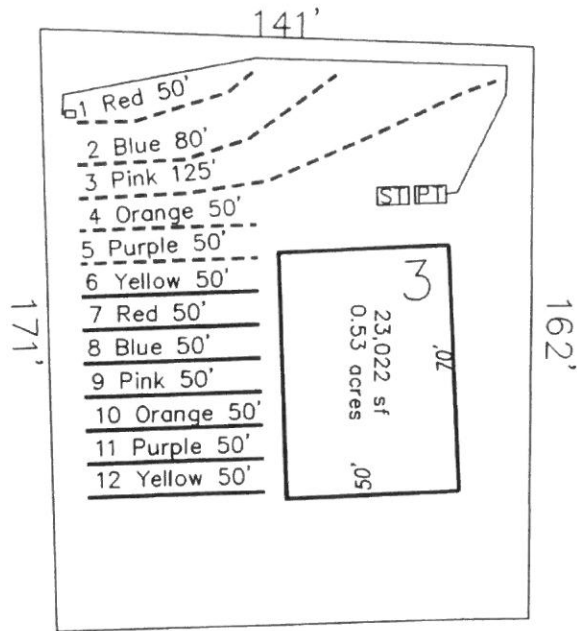 141'
1 Red 50'
2 Blue 80'
3 Pink 125'
ST PT
4 Orange 50'
5 Purple 50'
6 Yellow 50'
3
7 Red 50'
8 Blue 50'
9 Pink 50'
10 Orange 50'
11 Purple 50'
12 Yellow 50'
23,022 sf
0.53 acres
70'
50'
171'
162'